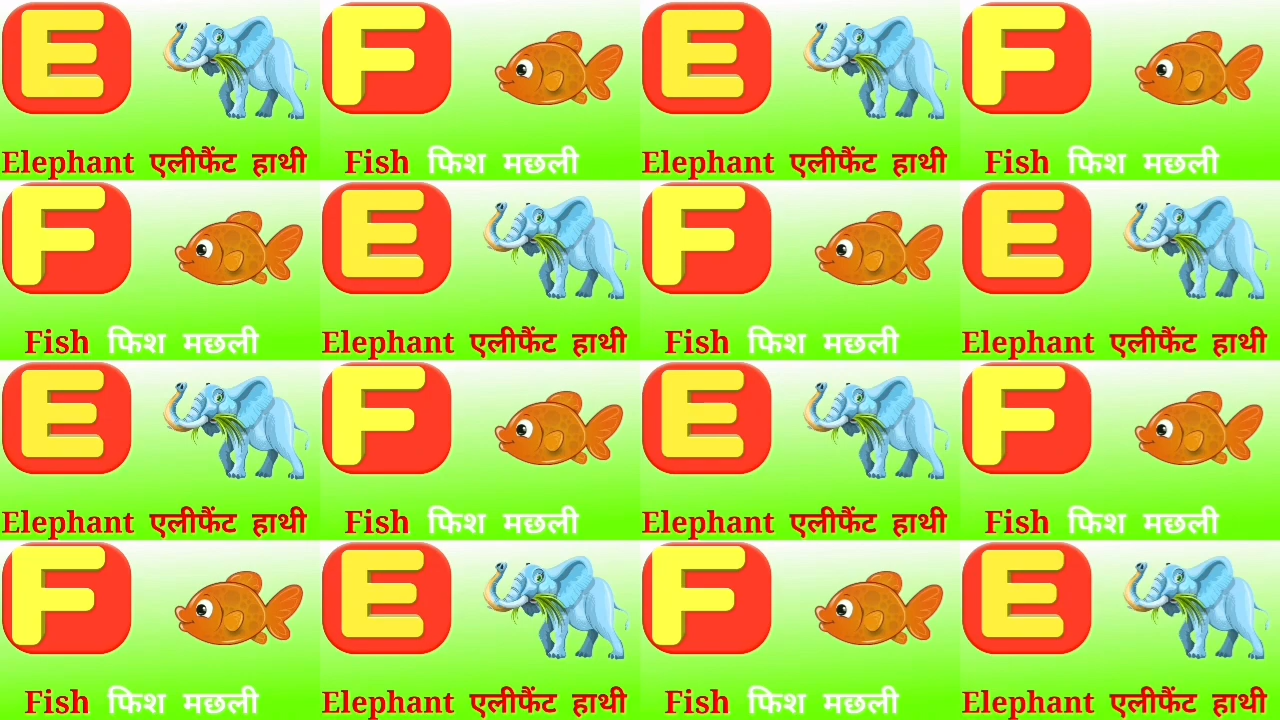 E F E F
Elephant एलीफैंट हाथी Fish फिश मछली Elephant एलीफैंट हाथी Fish फिश मछली
F E F E
Fish फिश मछली Elephant एलीफैंट हाथी Fish फिश मछली Elephant एलीफैंट हाथी
E F E F
Elephant एलीफैंट हाथी Fish फिश मछली Elephant एलीफैंट हाथी Fish फिश मछली
F E F E
Fish फिश मछली Elephant एलीफैंट हाथी Fish फिश मछली Elephant एलीफैंट हाथी